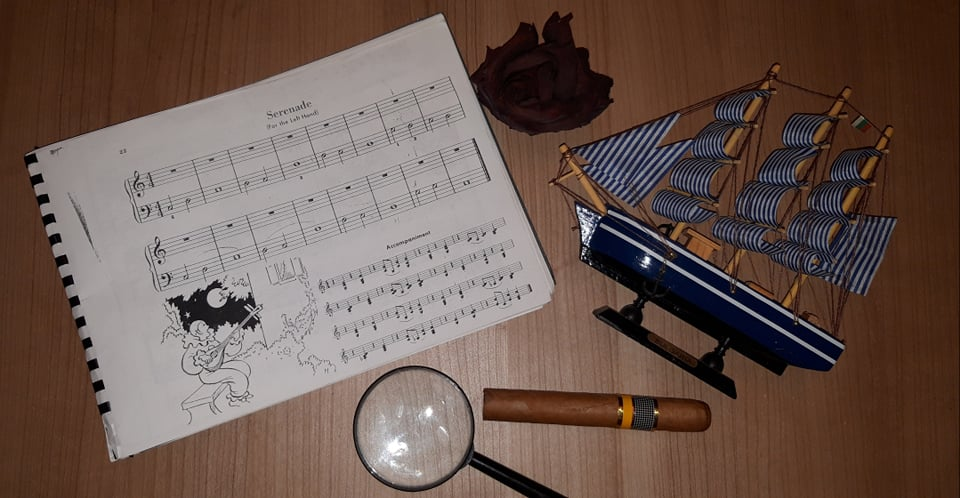 22
Serenade
(For the Left Hand)
Accompaniment